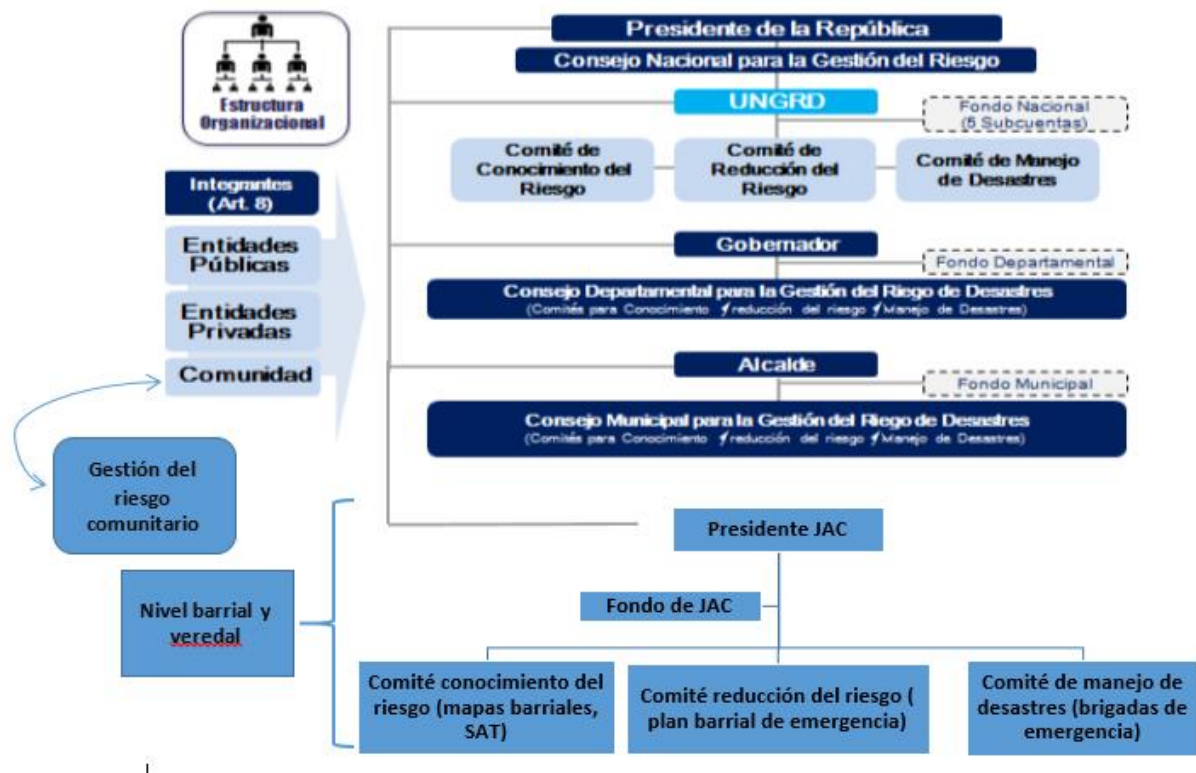 Estructura
Organizacional
Integrantes
(Art. 8)
Entidades
Públicas
Entidades
Privadas
Comunidad
Gestión del
riesgo
comunitario
Nivel barrial y
veredal
Presidente de la República
Consejo Nacional para la Gestión del Riesgo
UNGRD
Fondo Nacional
(5 Subcuentas)
Comité de
Conocimiento del
Riesgo
Comité de
Reducción del
Riesgo
Comité de Manejo
de Desastres
Gobernador
Fondo Departamental
Consejo Departamental para la Gestión del Riego de Desastres
(Comités para Conocimiento /reducción del riesgo /Manejo de Desastres)
Alcalde
Fondo Municipal
Consejo Municipal para la Gestión del Riego de Desastres
(Comités para Conocimiento /reducción del riesgo /Manejo de Desastres)
Presidente JAC
Fondo de JAC
Comité conocimiento del
riesgo (mapas barriales,
SAT)
Comité reducción del riesgo (
plan barrial de emergencia)
Comité de manejo de
desastres (brigadas de
emergencia)